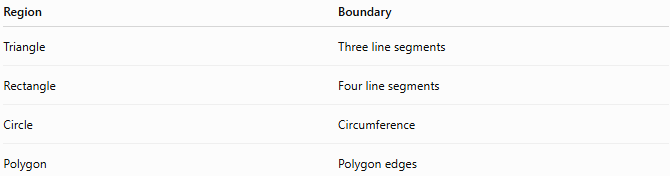 Region Boundary
Triangle Three line segments
Rectangle Four line segments
Circle Circumference
Polygon Polygon edges